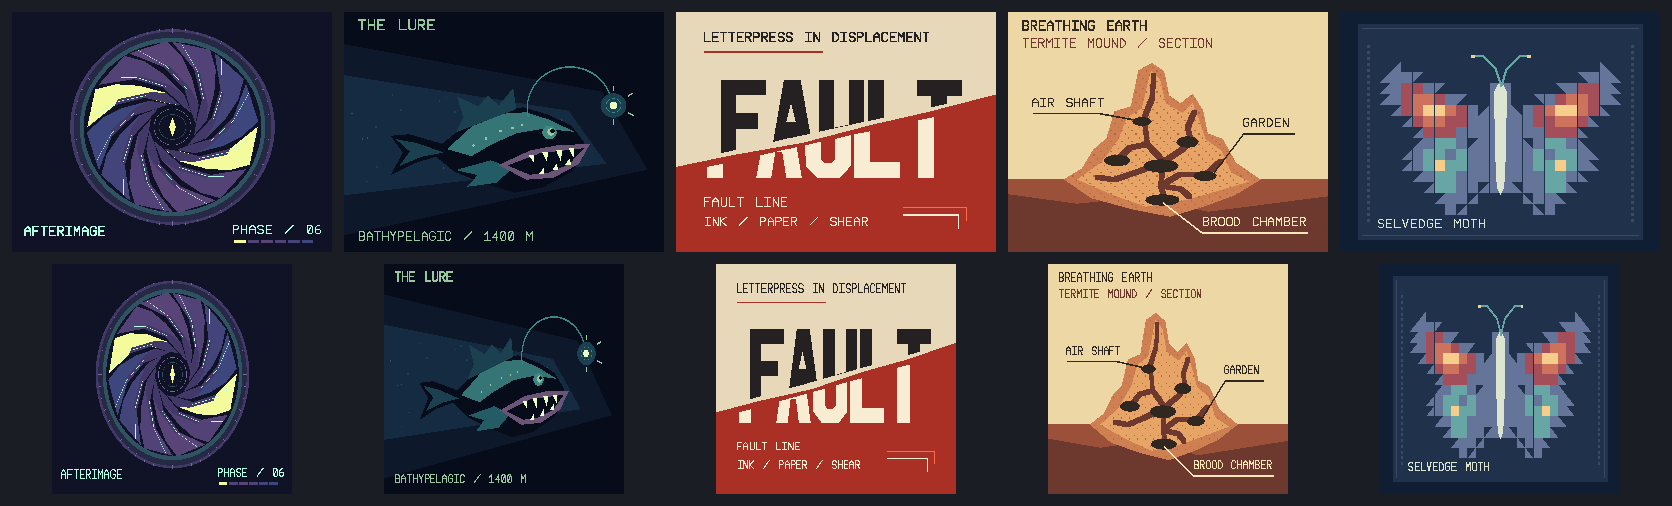 AFTERIMAGE
PHASE / 06
THE LURE
BATHYPELAGIC / 1400 M
LETTERPRESS IN DISPLACEMENT
FAULT
FAULT LINE
INK / PAPER / SHEAR
BREATHING EARTH
TERMITE MOUND / SECTION
AIR SHAFT
GARDEN
BROOD CHAMBER
SELVEDGE MOTH
AFTERIMAGE
PHASE / 06
THE LURE
BATHYPELAGIC / 1400 M
LETTERPRESS IN DISPLACEMENT
FAULT
FAULT LINE
INK / PAPER / SHEAR
BREATHING EARTH
TERMITE MOUND / SECTION
AIR SHAFT
GARDEN
BROOD CHAMBER
SELVEDGE MOTH